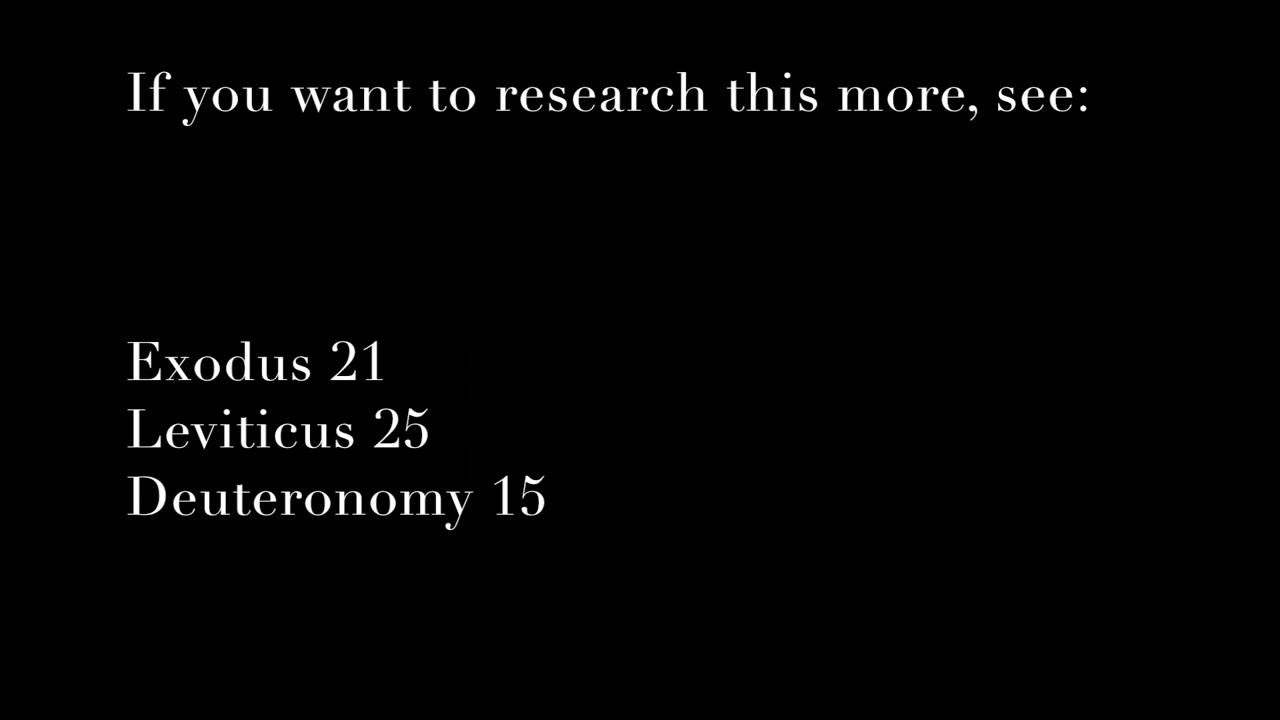 If you want to research this more, see:
Exodus 21
Leviticus 25
Deuteronomy 15